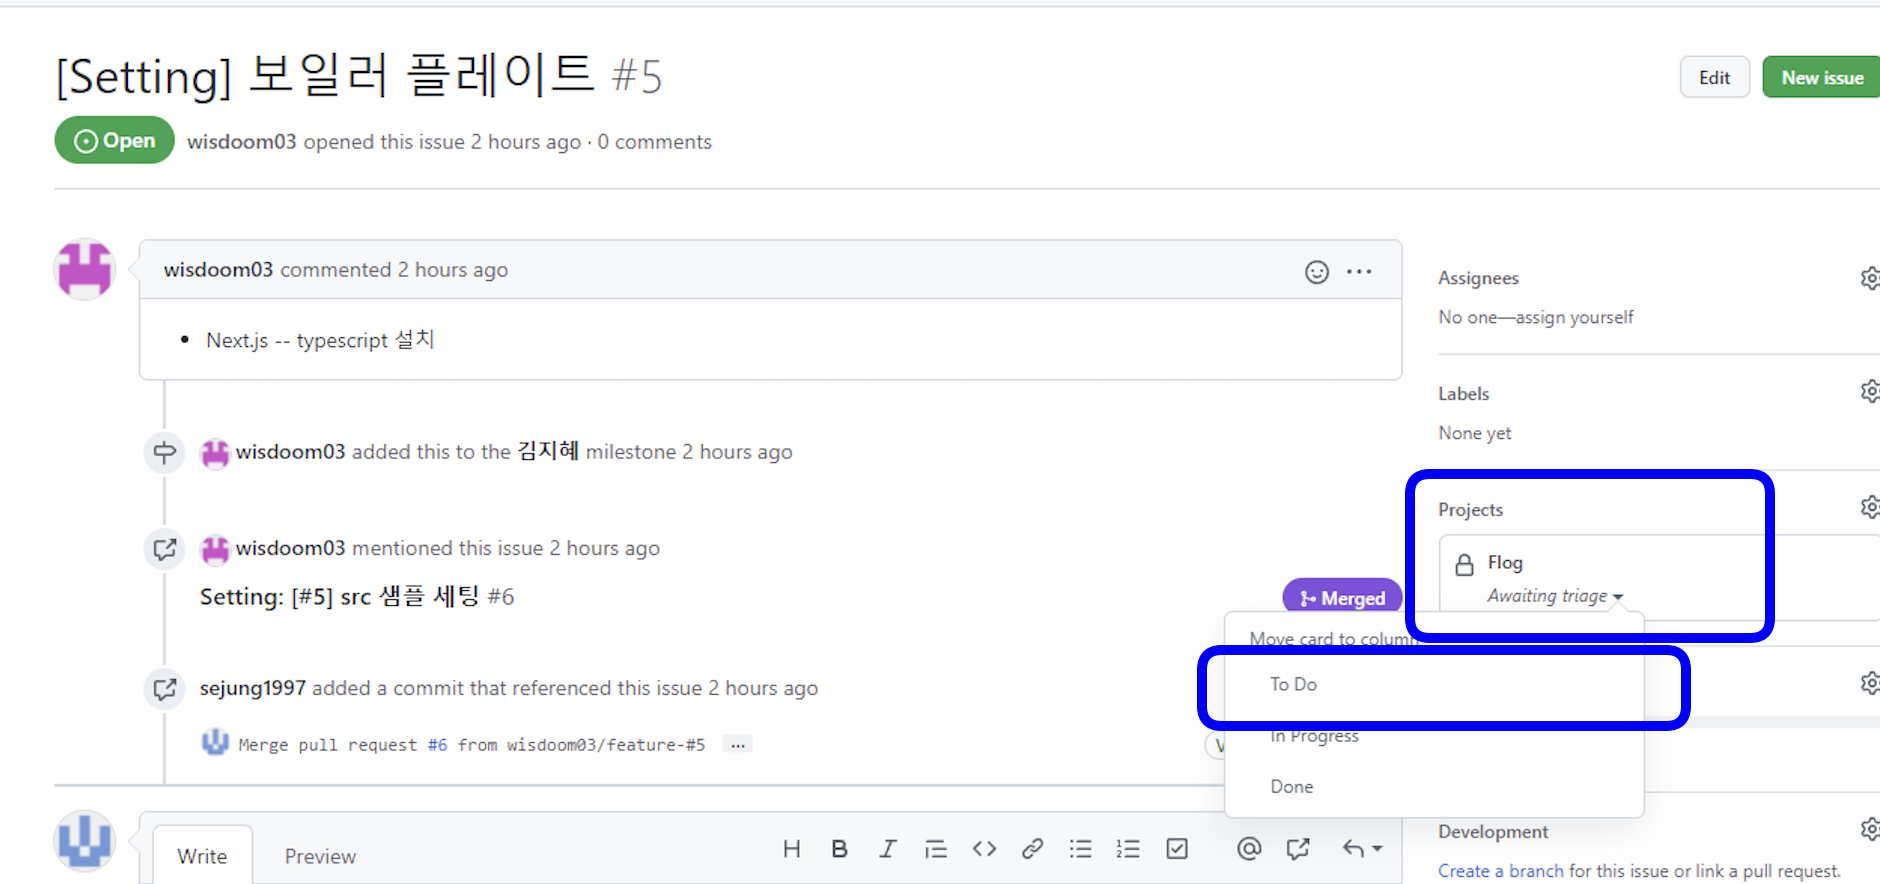 [Setting] 보일러 플레이트 #5
Edit
New issue
Open
wisdoom03 opened this issue 2 hours ago · 0 comments
wisdoom03 commented 2 hours ago
Next.js -- typescript 설치
wisdoom03 added this to the 김지혜 milestone 2 hours ago
wisdoom03 mentioned this issue 2 hours ago
Setting: [#5] src 샘플 세팅 #6
Merged
sejung1997 added a commit that referenced this issue 2 hours ago
Merge pull request #6 from wisdoom03/feature-#5 ...
Assignees
No one—assign yourself
Labels
None yet
Projects
Flog
Awaiting triage
Move card to column
To Do
In Progress
Done
Development
Create a branch for this issue or link a pull request.
Write
Preview